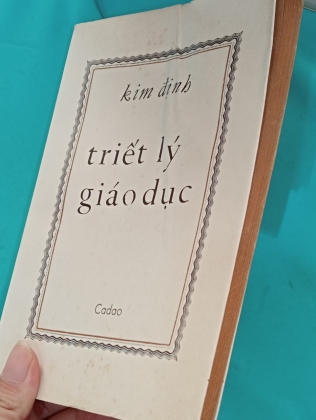 kim định
triết lý
giáo dục
Cadao